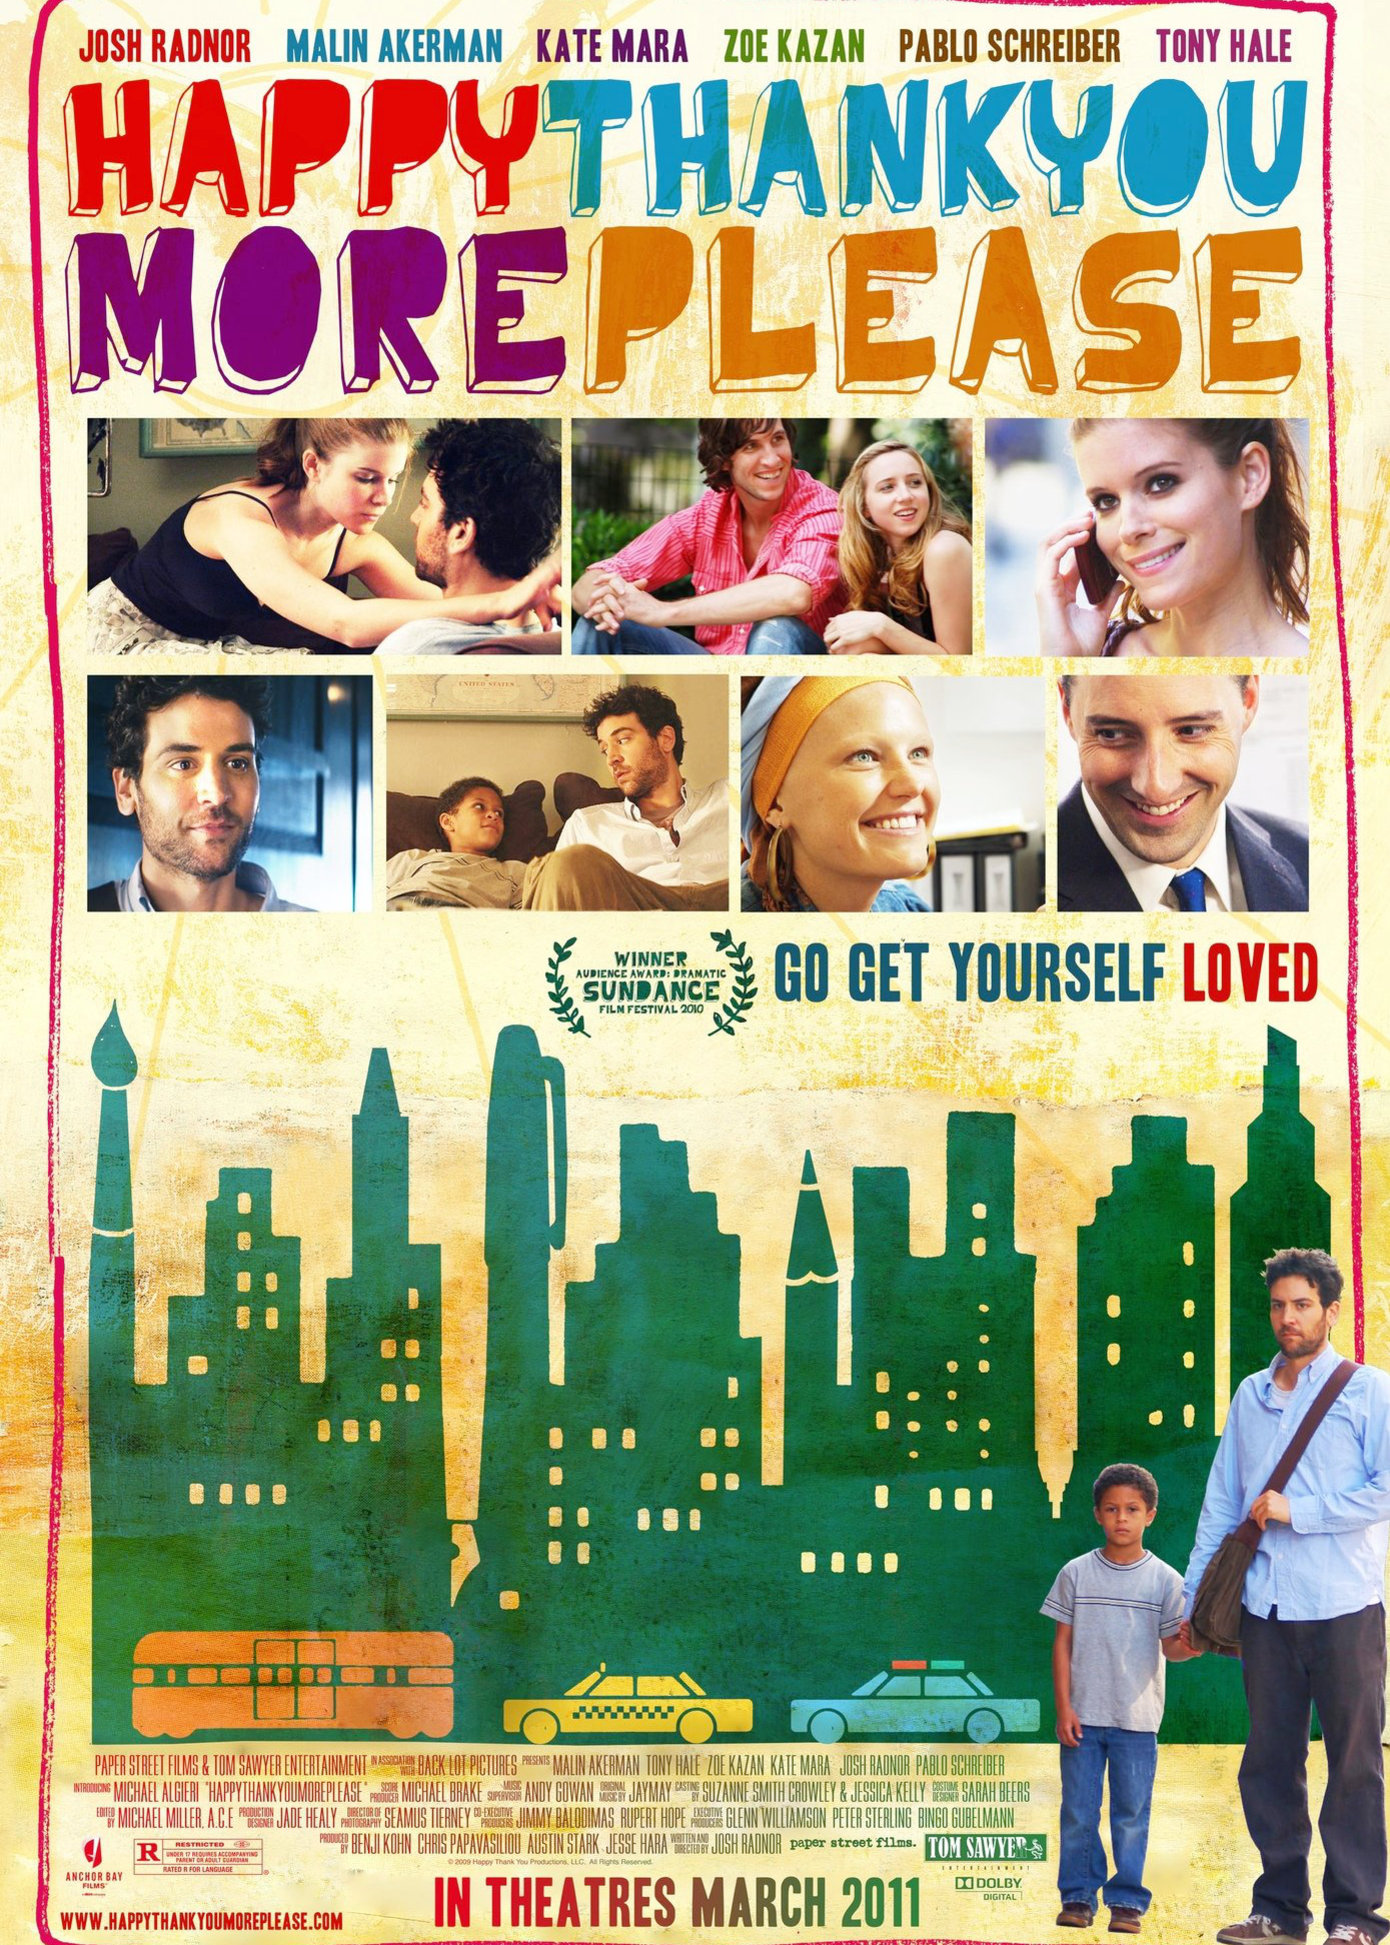 JOSH RADNOR MALIN AKERMAN KATE MARA ZOE KAZAN PABLO SCHREIBER TONY HALE
HAPPYTHANKYOU
MOREPLEASE
UNITED STATES
WINNER
AUDIENCE AWARD: DRAMATIC
SUNDANCE
FILM FESTIVAL 2010
GO GET YOURSELF LOVED
PAPER STREET FILMS & TOM SAWYER ENTERTAINMENT IN ASSOCIATION WITH BACK LOT PICTURES PRESENTS MALIN AKERMAN TONY HALE ZOE KAZAN KATE MARA JOSH RADNOR PABLO SCHREIBER
INTRODUCING MICHAEL ALGIERI "HAPPYTHANKYOUMOREPLEASE" SCORE PRODUCER MICHAEL BRAKE MUSIC SUPERVISOR ANDY GOWAN ORIGINAL MUSIC BY JAYMAY CASTING BY SUZANNE SMITH CROWLEY & JESSICA KELLY COSTUME DESIGNER SARAH BEERS
EDITED BY MICHAEL MILLER, A.C.E PRODUCTION DESIGNER JADE HEALY DIRECTOR OF PHOTOGRAPHY SEAMUS TIERNEY CO-EXECUTIVE PRODUCERS JIMMY BALODIMAS RUPERT HOPE EXECUTIVE PRODUCERS GLENN WILLIAMSON PETER STERLING BINGO GUBELMANN
PRODUCED BY BENJI KOHN CHRIS PAPAVASILIOU AUSTIN STARK JESSE HARA WRITTEN AND DIRECTED BY JOSH RADNOR paper street films. TOM SAWYER
ENTERTAINMENT
© 2009 Happy Thank You Productions, LLC. All Rights Reserved.
ANCHOR BAY
FILMS
R RESTRICTED
UNDER 17 REQUIRES ACCOMPANYING
PARENT OR ADULT GUARDIAN
RATED R FOR LANGUAGE
DOLBY
DIGITAL
WWW.HAPPYTHANKYOUMOREPLEASE.COM
IN THEATRES MARCH 2011